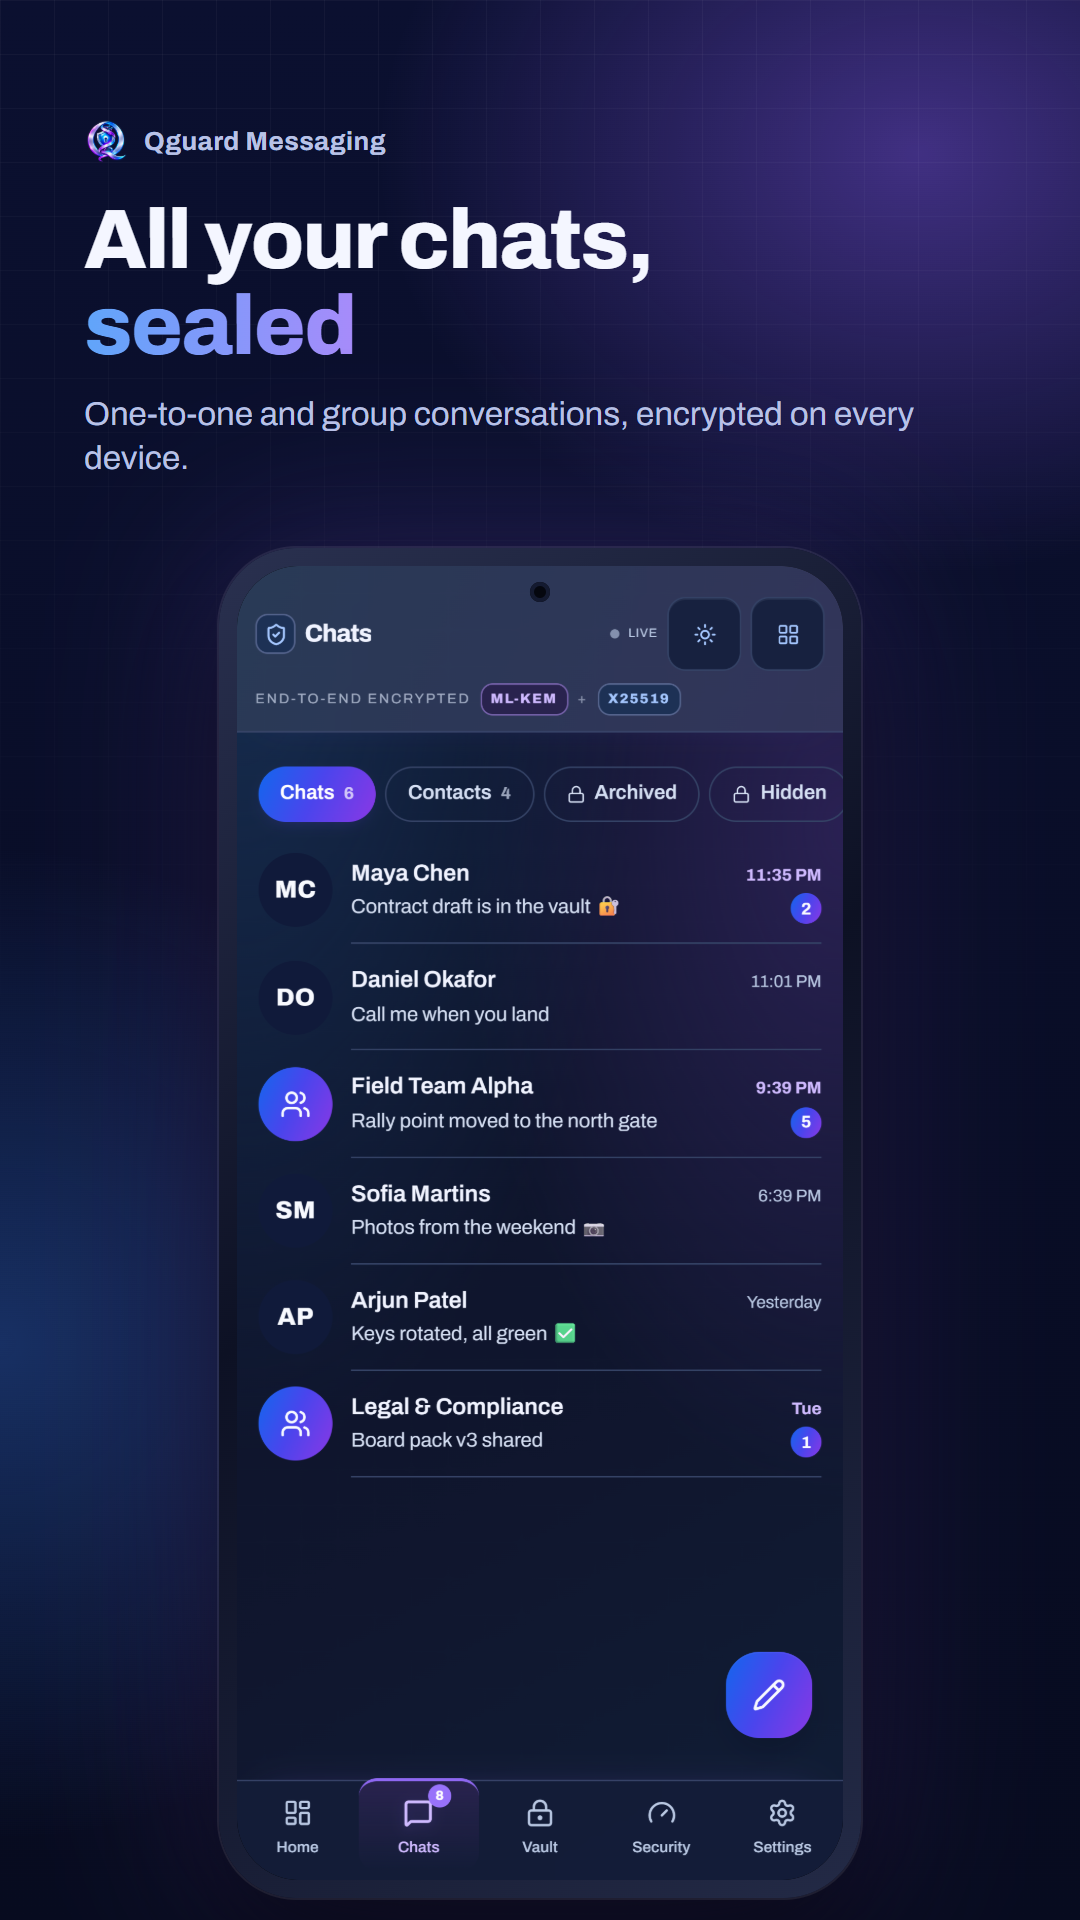 Qguard Messaging
All your chats,
sealed
One-to-one and group conversations, encrypted on every
device.
Chats
LIVE
END-TO-END ENCRYPTED ML-KEM + X25519
Chats 6 Contacts 4 Archived Hidden
MC Maya Chen 11:35 PM
Contract draft is in the vault 🔐 2
DO Daniel Okafor 11:01 PM
Call me when you land
Field Team Alpha 9:39 PM
Rally point moved to the north gate 5
SM Sofia Martins 6:39 PM
Photos from the weekend 📷
AP Arjun Patel Yesterday
Keys rotated, all green ✅
Legal & Compliance Tue
Board pack v3 shared 1
8
Home Chats Vault Security Settings